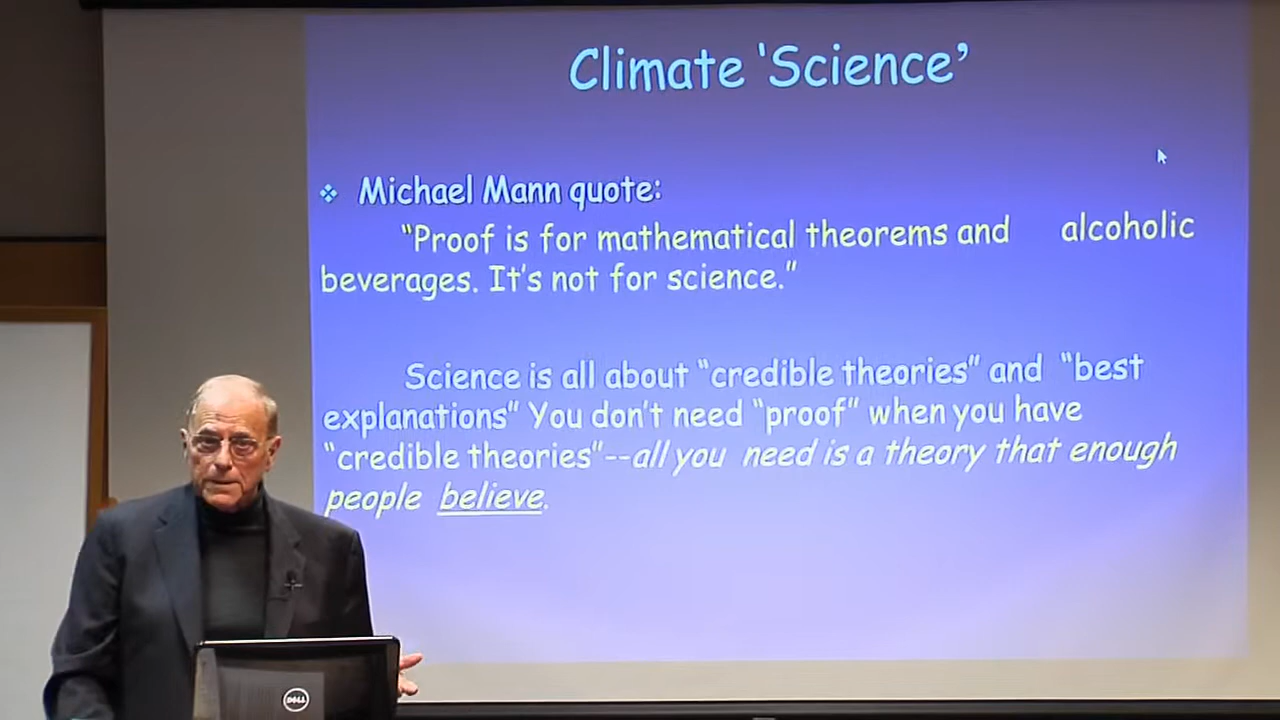 Climate ‘Science’
❖ Michael Mann quote:
“Proof is for mathematical theorems and alcoholic
beverages. It’s not for science.”
Science is all about “credible theories” and “best
explanations” You don’t need “proof” when you have
“credible theories”--all you need is a theory that enough
people believe.
DELL